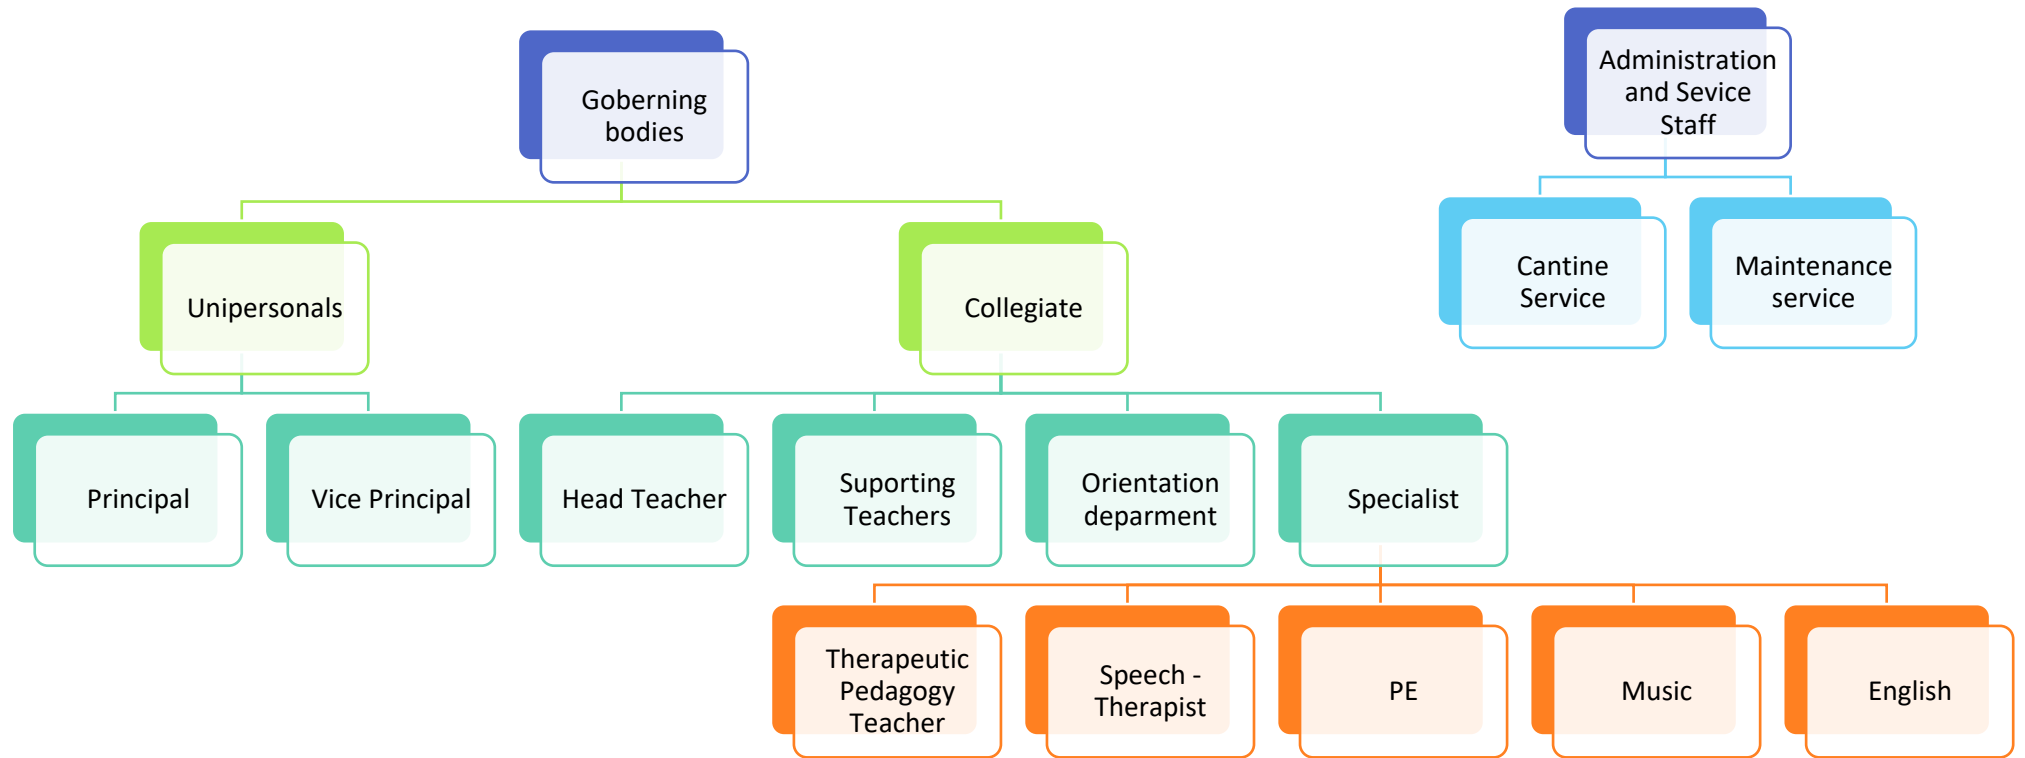 Goberning
bodies
Administration
and Sevice
Staff
Unipersonals
Collegiate
Cantine
Service
Maintenance
service
Principal
Vice Principal
Head Teacher
Suporting
Teachers
Orientation
deparment
Specialist
Therapeutic
Pedagogy
Teacher
Speech -
Therapist
PE
Music
English